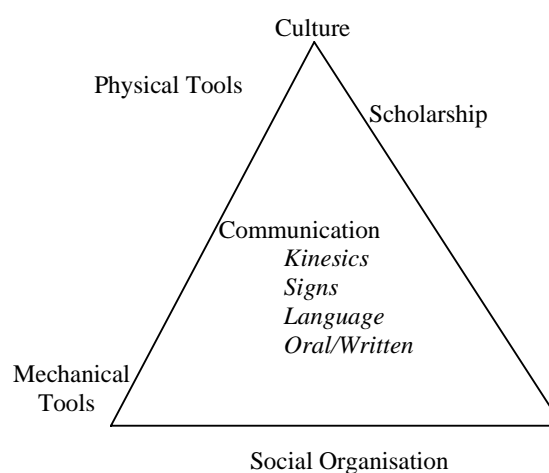 Culture
Physical Tools
Scholarship
Communication
Kinesics
Signs
Language
Oral/Written
Mechanical
Tools
Social Organisation